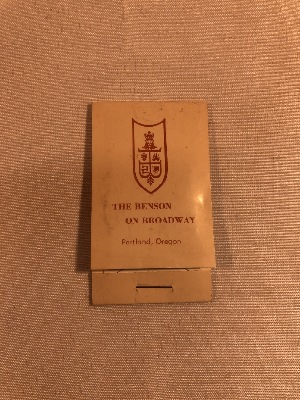 THE BENSON
ON BROADWAY
Portland, Oregon